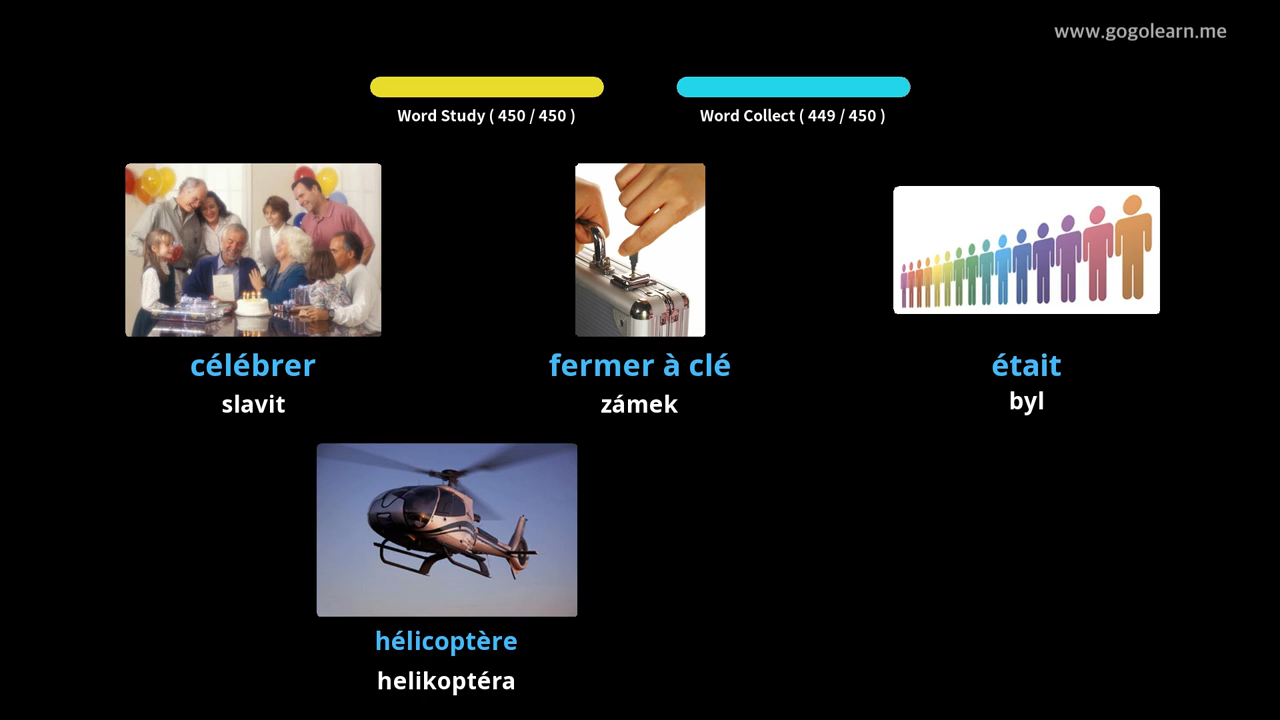 www.gogolearn.me
Word Study ( 450 / 450 )
Word Collect ( 449 / 450 )
célébrer
slavit
fermer à clé
zámek
était
byl
hélicoptère
helikoptéra